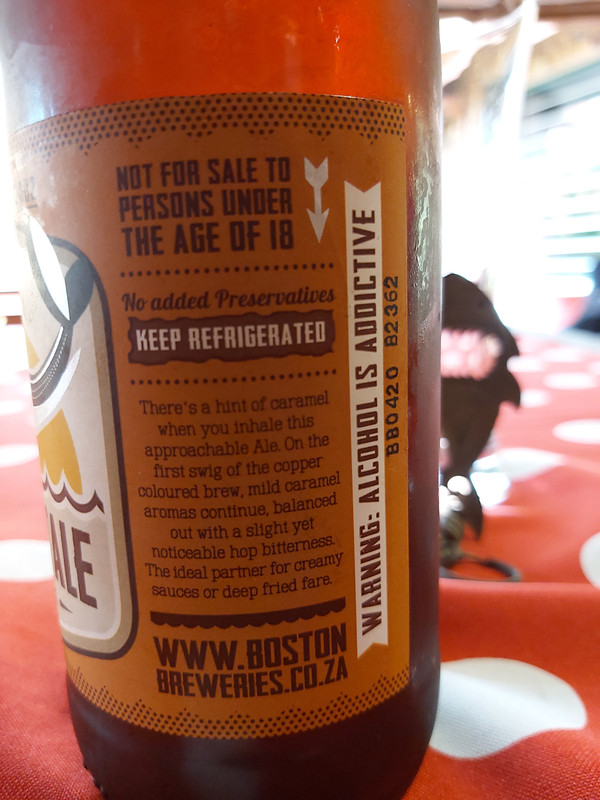 NOT FOR SALE TO
PERSONS UNDER
THE AGE OF 18
No added Preservatives
KEEP REFRIGERATED
There's a hint of caramel
when you inhale this
approachable Ale. On the
first swig of the copper
coloured brew, mild caramel
aromas continue, balanced
out with a slight yet
noticeable hop bitterness.
The ideal partner for creamy
sauces or deep fried fare.
WWW.BOSTON
BREWERIES.CO.ZA
WARNING: ALCOHOL IS ADDICTIVE
BB0420 B2362
ALE